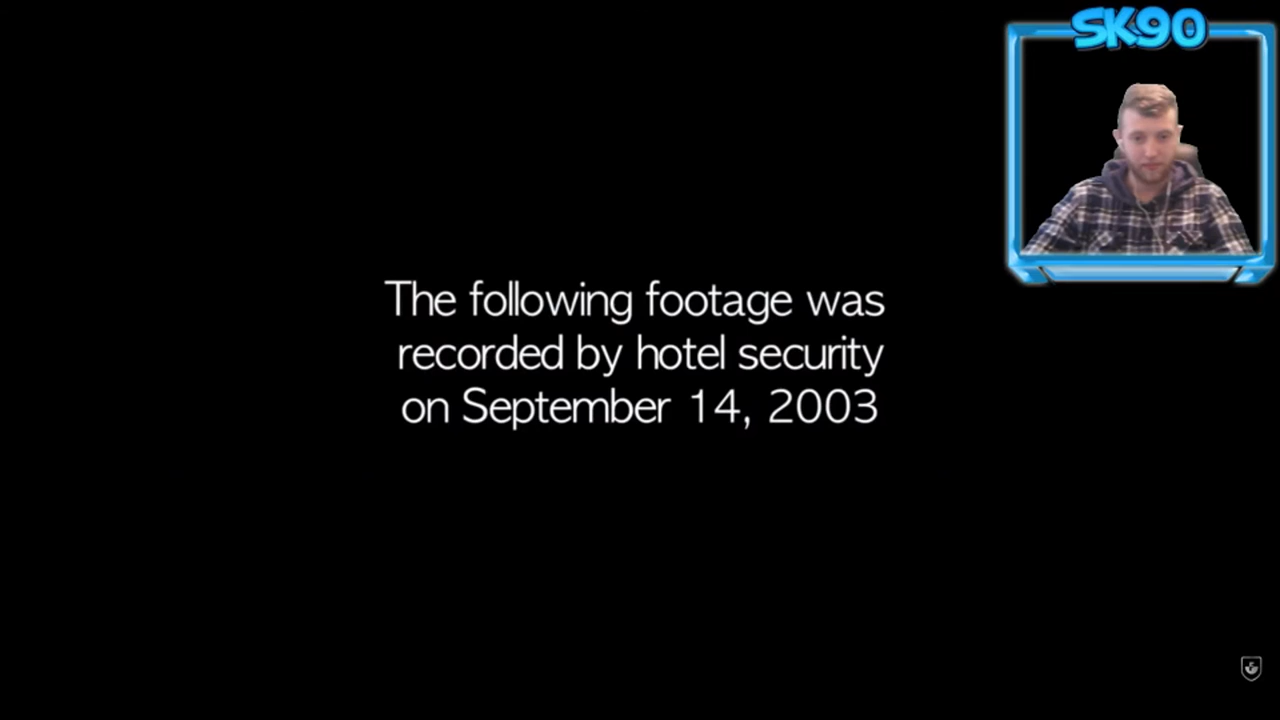 SK90
The following footage was
recorded by hotel security
on September 14, 2003